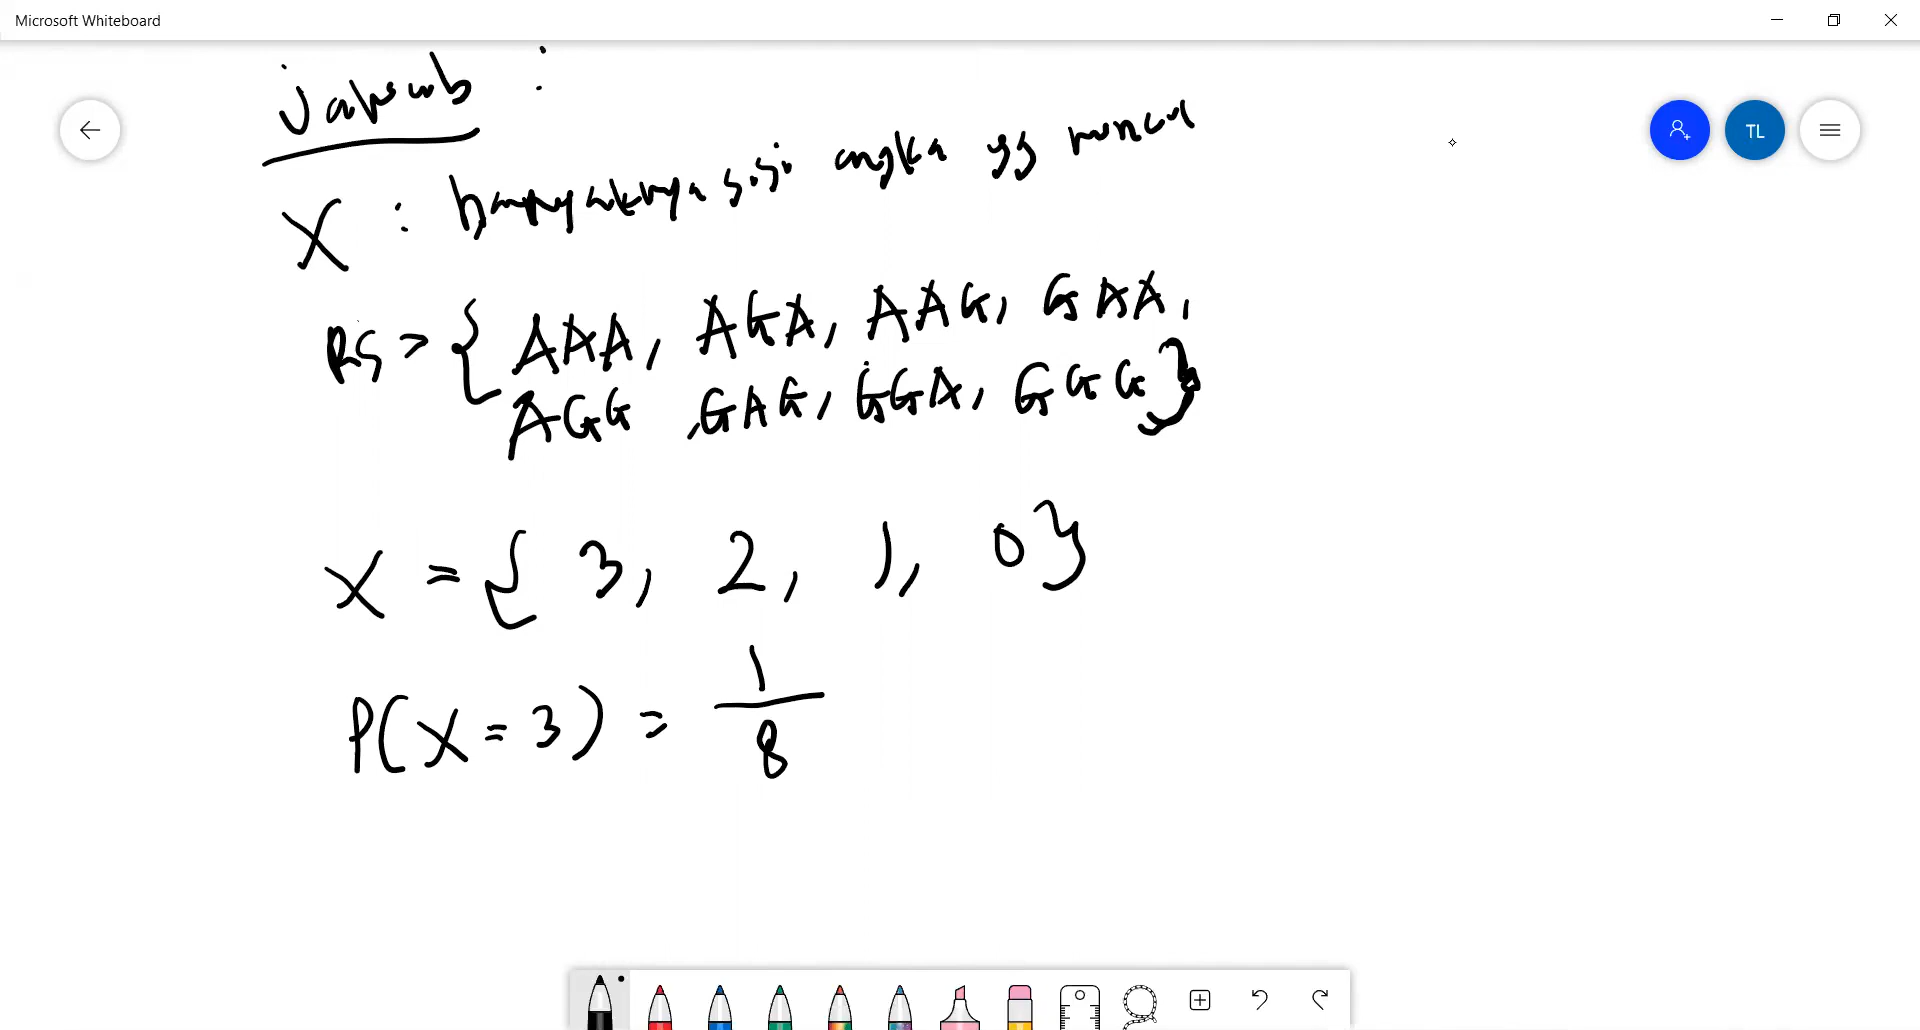 Microsoft Whiteboard
jawab :
TL
X : banyaknya sisi angka yg muncul
RS = { AAA, AGA, AAG, GAA,
AGG, GAG, GGA, GGG }
X = { 3, 2, 1, 0 }
P(X = 3) = 1/8